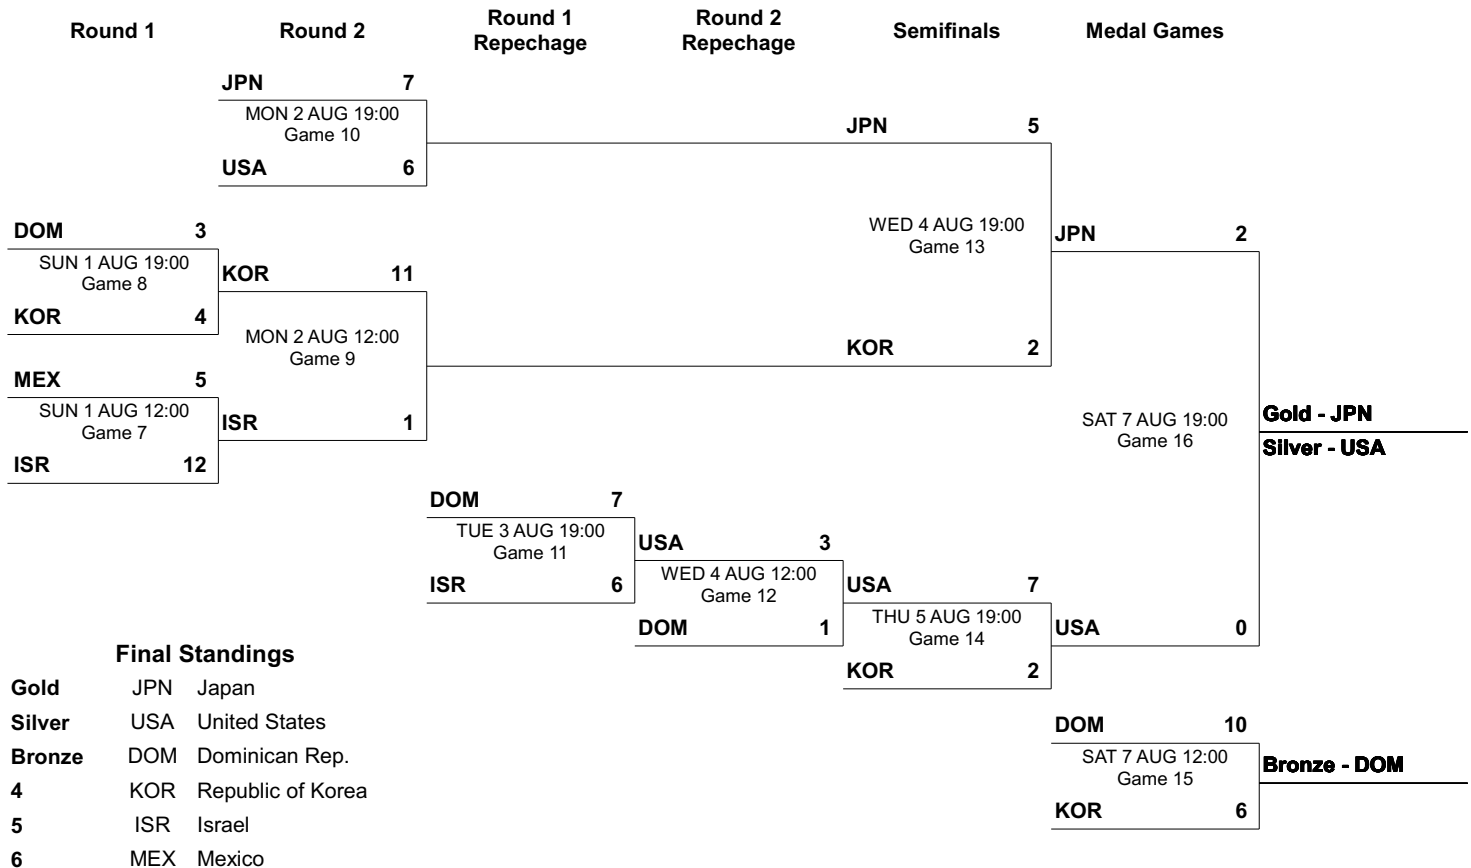 Round 1
Round 2
Round 1
Repechage
Round 2
Repechage
Semifinals
Medal Games
JPN 7
MON 2 AUG 19:00
Game 10
USA 6
JPN 5
WED 4 AUG 19:00
Game 13
KOR 2
DOM 3
SUN 1 AUG 19:00
Game 8
KOR 4
KOR 11
MON 2 AUG 12:00
Game 9
ISR 1
MEX 5
SUN 1 AUG 12:00
Game 7
ISR 12
JPN 2
SAT 7 AUG 19:00
Game 16
USA 0
Gold - JPN
Silver - USA
DOM 7
TUE 3 AUG 19:00
Game 11
ISR 6
USA 3
WED 4 AUG 12:00
Game 12
DOM 1
USA 7
THU 5 AUG 19:00
Game 14
KOR 2
DOM 10
SAT 7 AUG 12:00
Game 15
KOR 6
Bronze - DOM
Final Standings
Gold JPN Japan
Silver USA United States
Bronze DOM Dominican Rep.
4 KOR Republic of Korea
5 ISR Israel
6 MEX Mexico